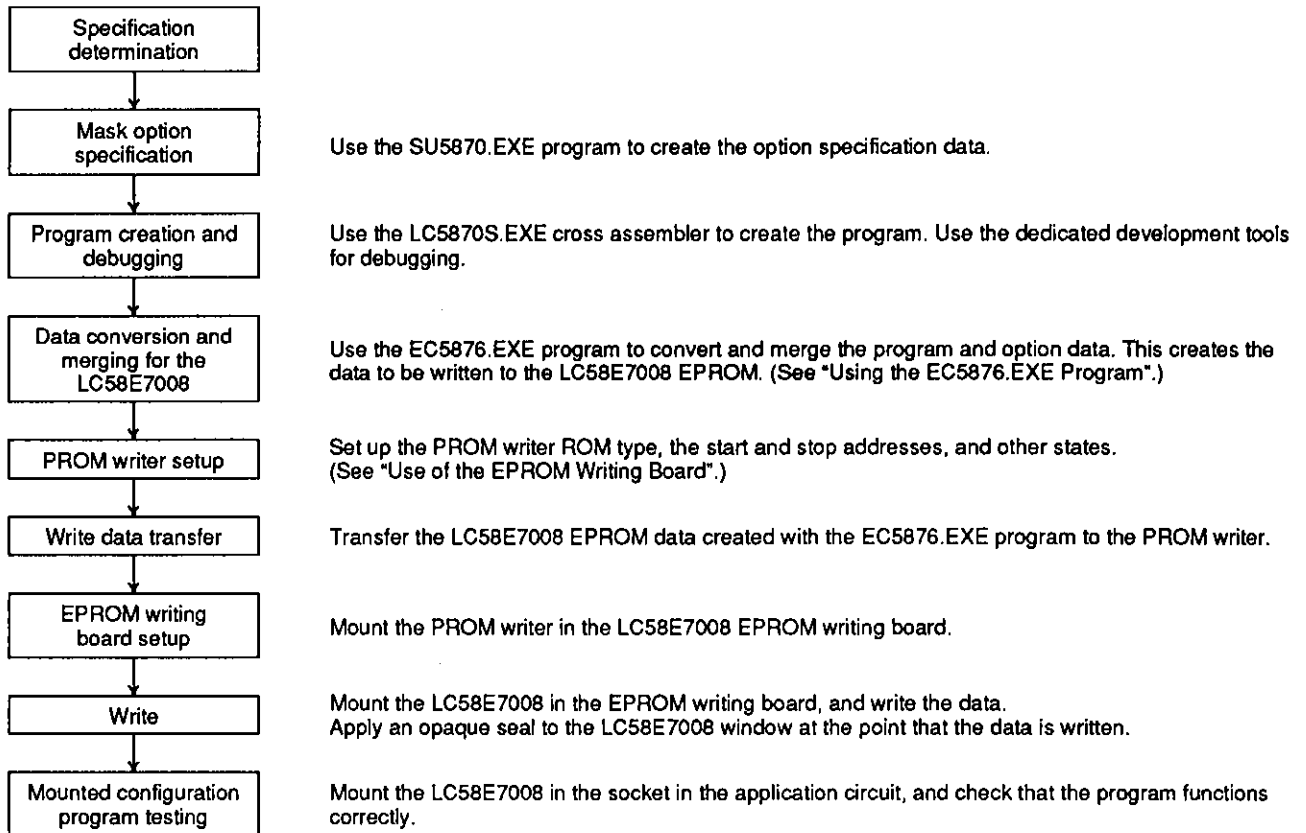 Specification
determination
Mask option
specification
Use the SU5870.EXE program to create the option specification data.
Program creation and
debugging
Use the LC5870S.EXE cross assembler to create the program. Use the dedicated development tools
for debugging.
Data conversion and
merging for the
LC58E7008
Use the EC5876.EXE program to convert and merge the program and option data. This creates the
data to be written to the LC58E7008 EPROM. (See "Using the EC5876.EXE Program".)
PROM writer setup
Set up the PROM writer ROM type, the start and stop addresses, and other states.
(See "Use of the EPROM Writing Board".)
Write data transfer
Transfer the LC58E7008 EPROM data created with the EC5876.EXE program to the PROM writer.
EPROM writing
board setup
Mount the PROM writer in the LC58E7008 EPROM writing board.
Write
Mount the LC58E7008 in the EPROM writing board, and write the data.
Apply an opaque seal to the LC58E7008 window at the point that the data is written.
Mounted configuration
program testing
Mount the LC58E7008 in the socket in the application circuit, and check that the program functions
correctly.